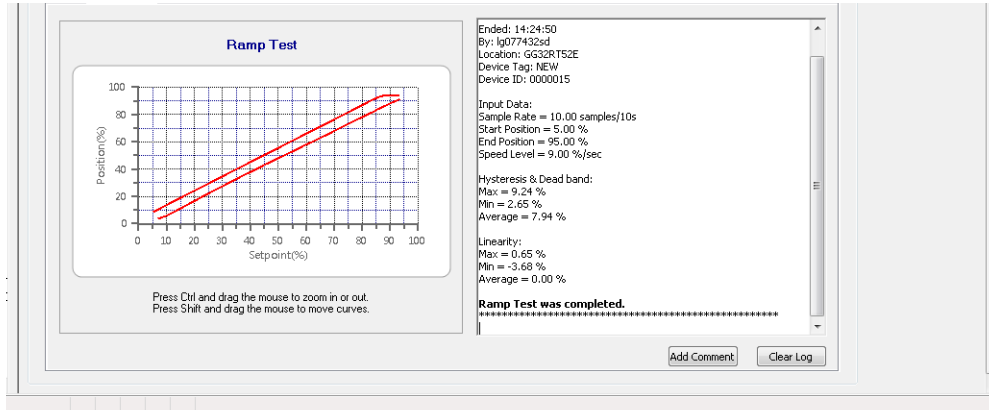 Ramp Test
100
80
60
40
20
0
Position(%)
0 10 20 30 40 50 60 70 80 90 100
Setpoint(%)
Press Ctrl and drag the mouse to zoom in or out.
Press Shift and drag the mouse to move curves.
Ended: 14:24:50
By: lg077432sd
Location: GG32RT52E
Device Tag: NEW
Device ID: 0000015
Input Data:
Sample Rate = 10.00 samples/10s
Start Position = 5.00 %
End Position = 95.00 %
Speed Level = 9.00 %/sec
Hysteresis & Dead band:
Max = 9.24 %
Min = 2.65 %
Average = 7.94 %
Linearity:
Max = 0.65 %
Min = -3.68 %
Average = 0.00 %
Ramp Test was completed.
****************************************************
Add Comment
Clear Log